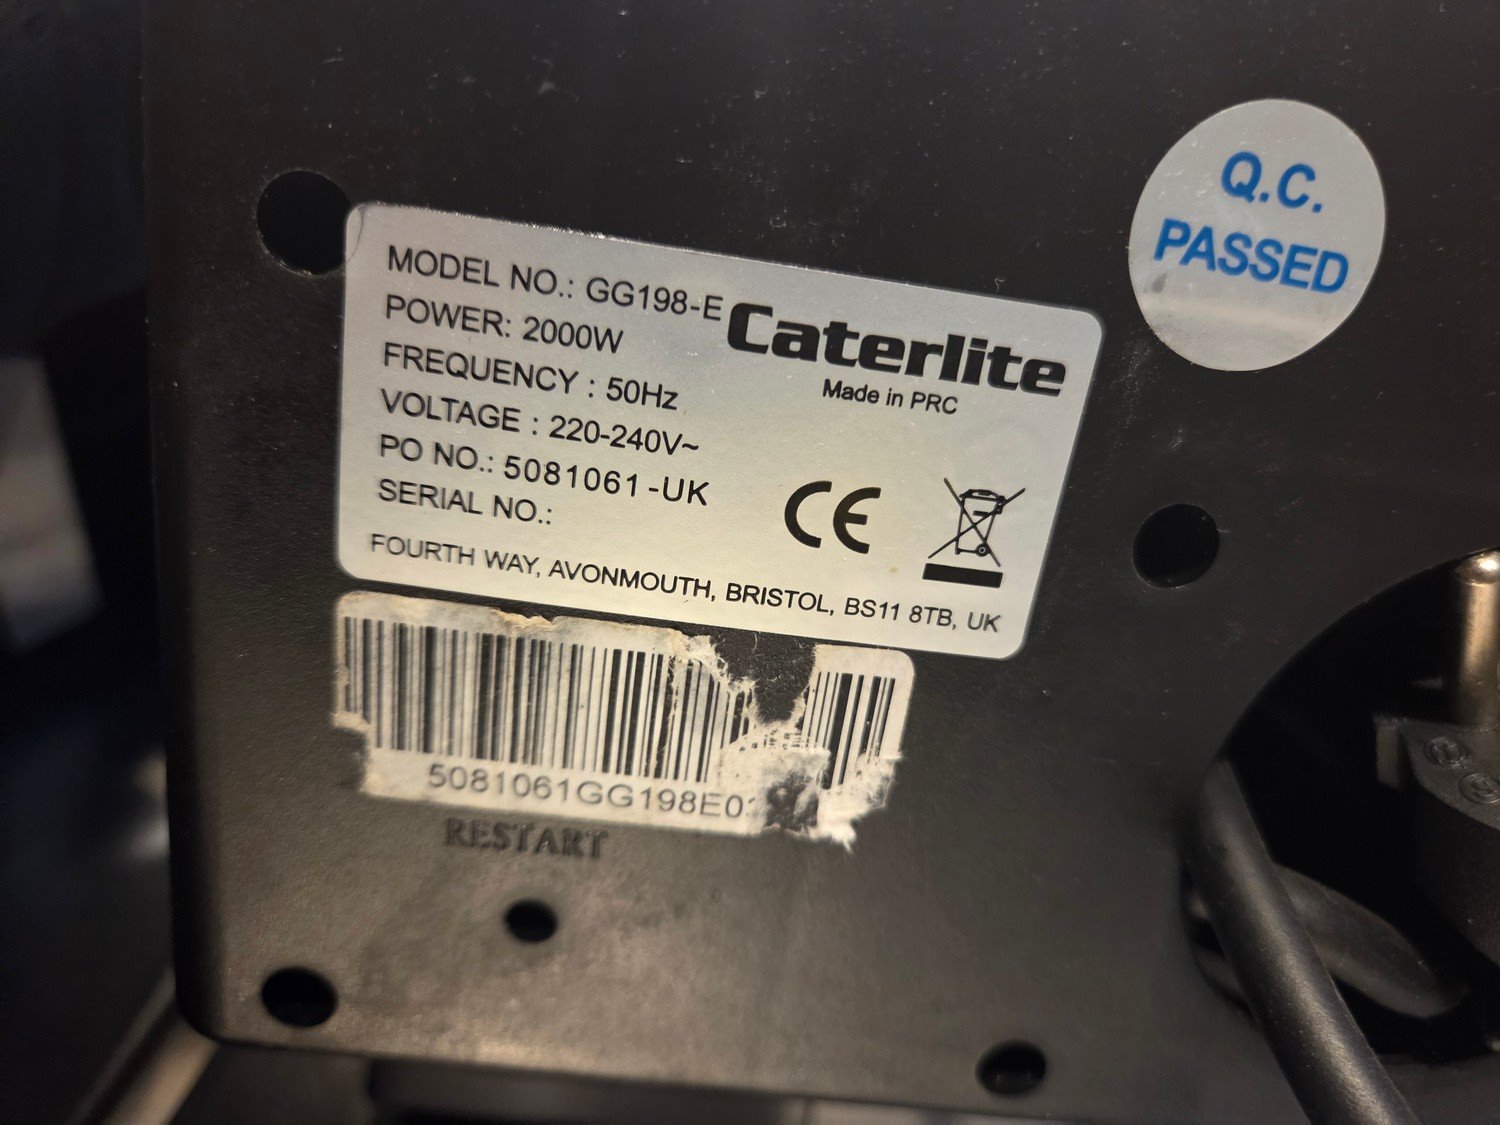 Q.C.
PASSED
MODEL NO.: GG198-E
POWER: 2000W
FREQUENCY : 50Hz
VOLTAGE : 220-240V~
PO NO.: 5081061-UK
SERIAL NO.:
Caterlite
Made in PRC
CE
FOURTH WAY, AVONMOUTH, BRISTOL, BS11 8TB, UK
5081061GG198E0
RESTART